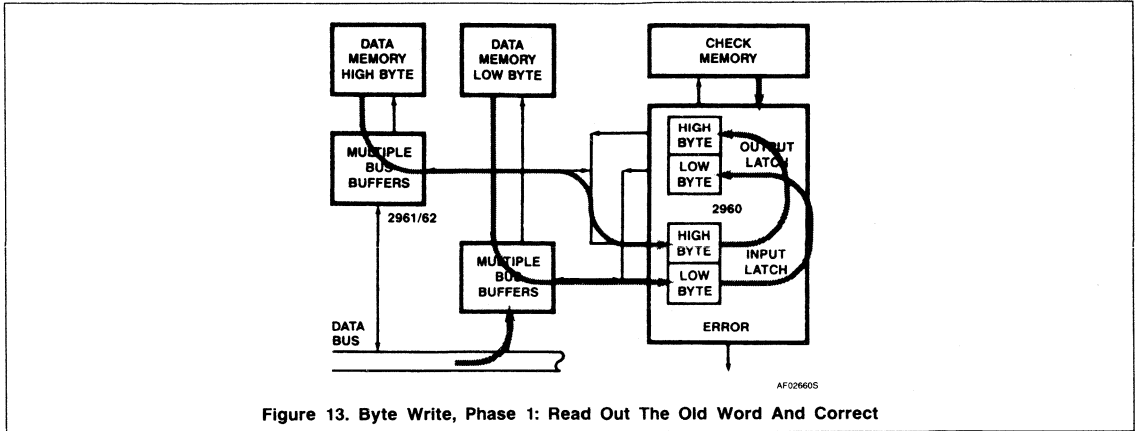 DATA
MEMORY
HIGH BYTE
DATA
MEMORY
LOW BYTE
CHECK
MEMORY
MULTIPLE
BUS
BUFFERS
2961/62
HIGH
BYTE
OUTPUT
LATCH
LOW
BYTE
2960
HIGH
BYTE
INPUT
LATCH
LOW
BYTE
MULTIPLE
BUS
BUFFERS
ERROR
DATA
BUS
AF02660S
Figure 13. Byte Write, Phase 1: Read Out The Old Word And Correct